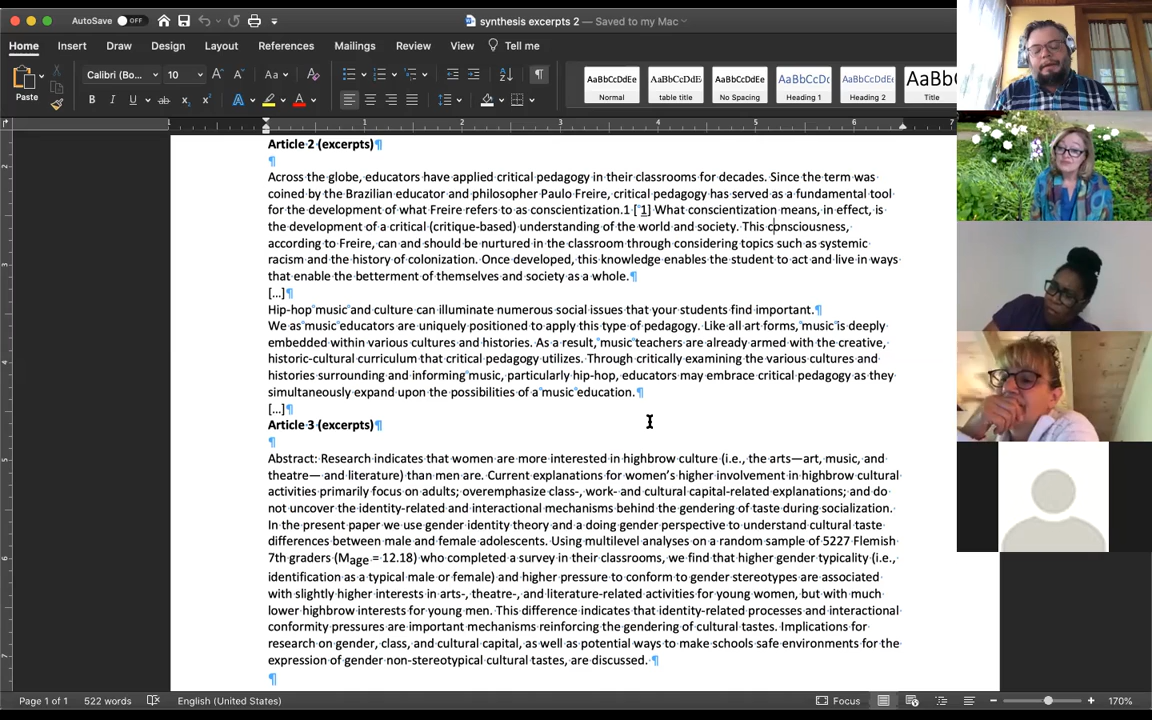 AutoSave OFF synthesis excerpts 2 — Saved to my Mac
Home Insert Draw Design Layout References Mailings Review View Tell me
Paste Calibri (Bo... 10 Aa
AaBbCcDdEe AaBbCcDdEe AaBbCcDdEe AaBbCcDc AaBbCcDdEe AaBb
Normal table title No Spacing Heading 1 Heading 2 Title
B I U ab x₂ x² A A
1 1 2 3 4 5 6 7
Article 2 (excerpts)¶
¶
Across the globe, educators have applied critical pedagogy in their classrooms for decades. Since the term was
coined by the Brazilian educator and philosopher Paulo Freire, critical pedagogy has served as a fundamental tool
for the development of what Freire refers to as conscientization.1 [°1] What conscientization means, in effect, is
the development of a critical (critique-based) understanding of the world and society. This consciousness,
according to Freire, can and should be nurtured in the classroom through considering topics such as systemic
racism and the history of colonization. Once developed, this knowledge enables the student to act and live in ways
that enable the betterment of themselves and society as a whole.¶
[...]¶
Hip-hop°music°and culture can illuminate numerous social issues that your students find important.¶
We as°music°educators are uniquely positioned to apply this type of pedagogy. Like all art forms,°music°is deeply
embedded within various cultures and histories. As a result,°music°teachers are already armed with the creative,
historic-cultural curriculum that critical pedagogy utilizes. Through critically examining the various cultures and
histories surrounding and informing°music, particularly hip-hop, educators may embrace critical pedagogy as they
simultaneously expand upon the possibilities of a°music°education.¶
[...]¶
Article 3 (excerpts)¶
¶
Abstract: Research indicates that women are more interested in highbrow culture (i.e., the arts—art, music, and
theatre— and literature) than men are. Current explanations for women's higher involvement in highbrow cultural
activities primarily focus on adults; overemphasize class-, work- and cultural capital-related explanations; and do
not uncover the identity-related and interactional mechanisms behind the gendering of taste during socialization.
In the present paper we use gender identity theory and a doing gender perspective to understand cultural taste
differences between male and female adolescents. Using multilevel analyses on a random sample of 5227 Flemish
7th graders (Mage = 12.18) who completed a survey in their classrooms, we find that higher gender typicality (i.e.,
identification as a typical male or female) and higher pressure to conform to gender stereotypes are associated
with slightly higher interests in arts-, theatre-, and literature-related activities for young women, but with much
lower highbrow interests for young men. This difference indicates that identity-related processes and interactional
conformity pressures are important mechanisms reinforcing the gendering of cultural tastes. Implications for
research on gender, class, and cultural capital, as well as potential ways to make schools safe environments for the
expression of gender non-stereotypical cultural tastes, are discussed. ¶
¶
Page 1 of 1 522 words English (United States) Focus 170%